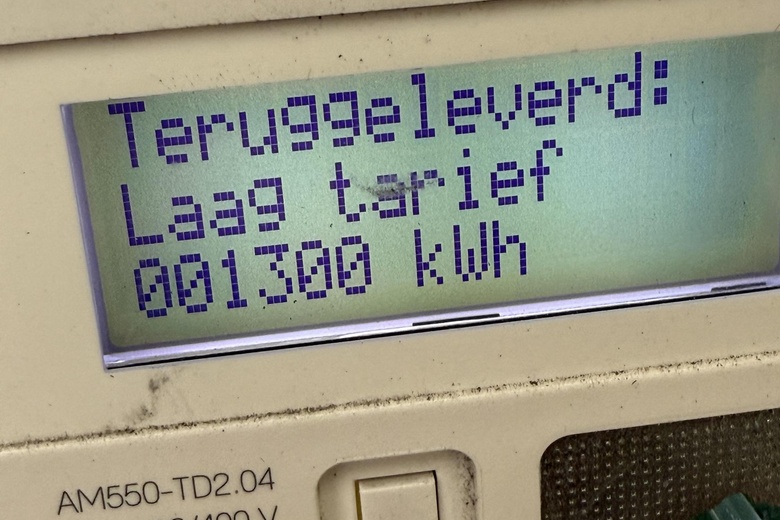 Teruggeleverd:
Laag tarief
001300 kWh
AM550-TD2.04